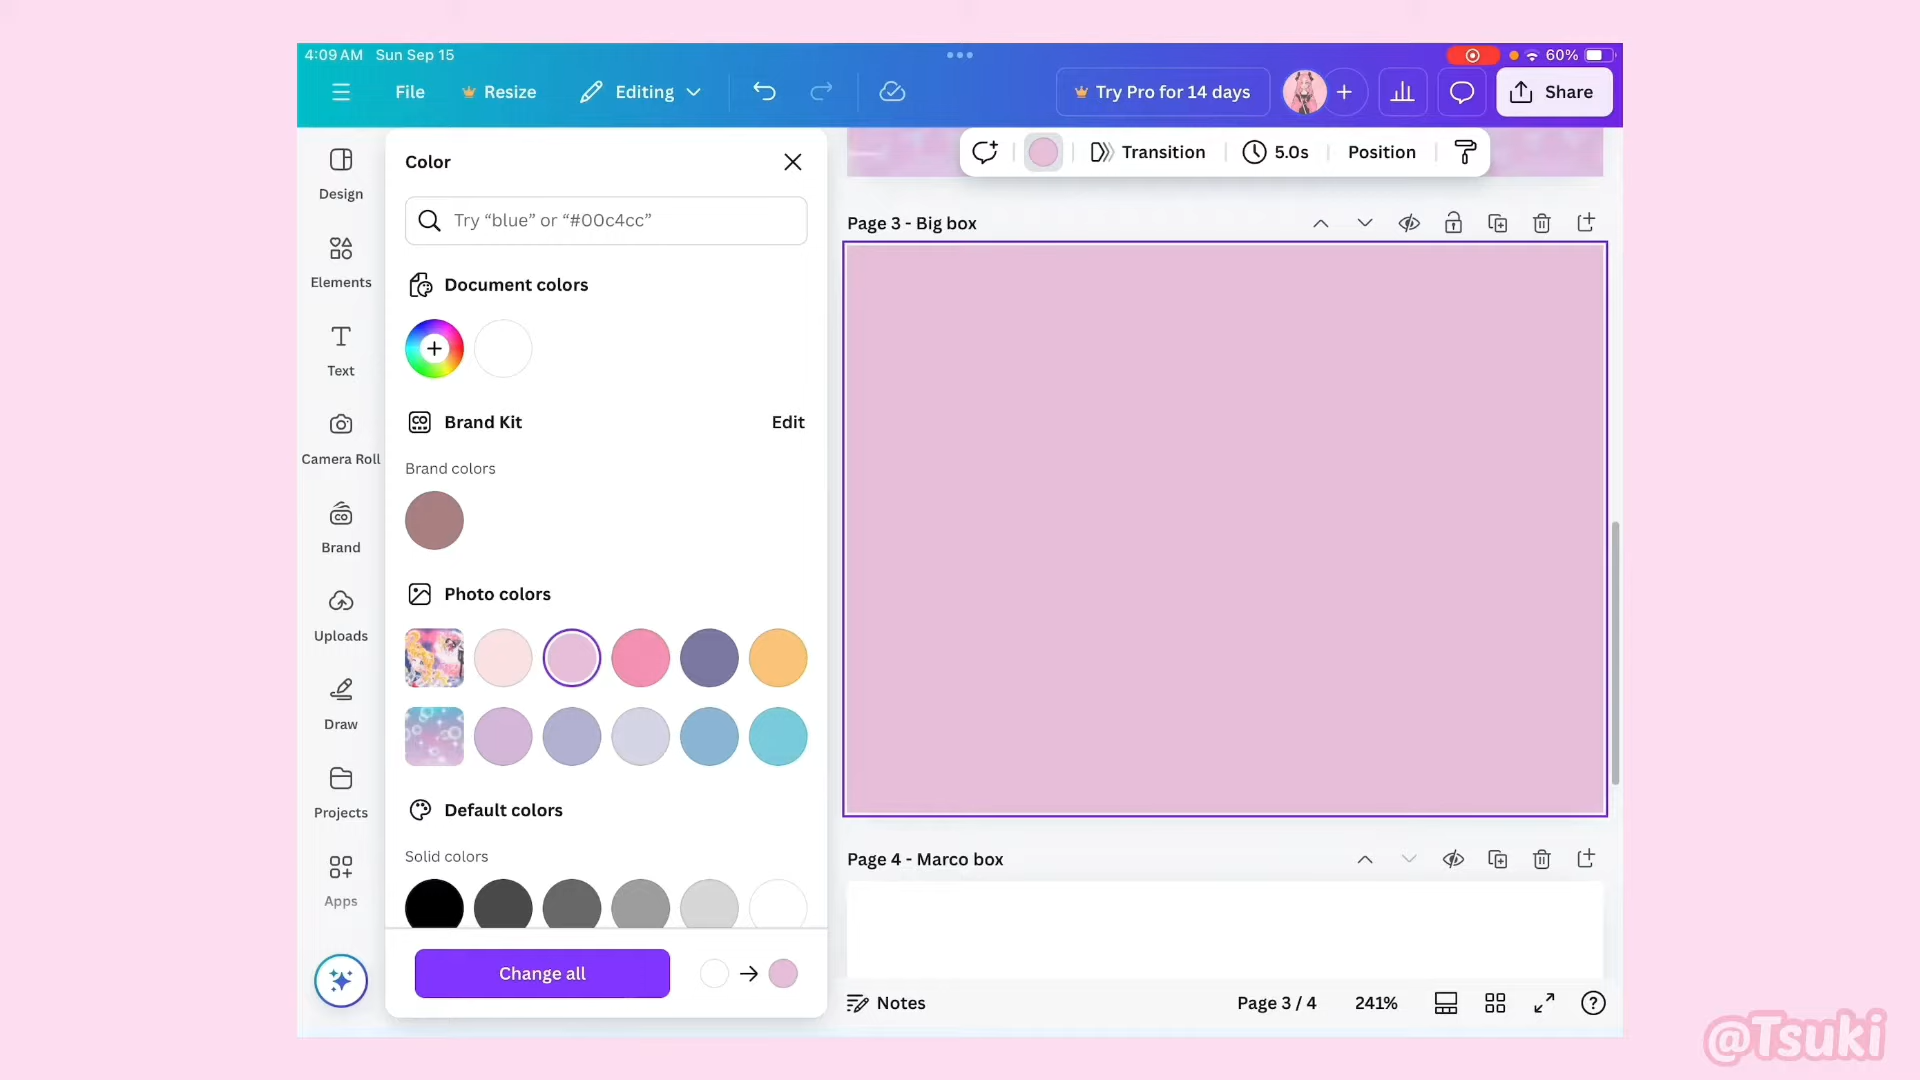 4:09 AM Sun Sep 15
60%
File
Resize
Editing
Try Pro for 14 days
Share
Design
Elements
Text
Camera Roll
Brand
Uploads
Draw
Projects
Apps
Color
Try “blue” or “#00c4cc”
Document colors
Brand Kit
Edit
Brand colors
Photo colors
Default colors
Solid colors
Change all
Transition
5.0s
Position
Page 3 - Big box
Page 4 - Marco box
Notes
Page 3 / 4
241%
@Tsuki